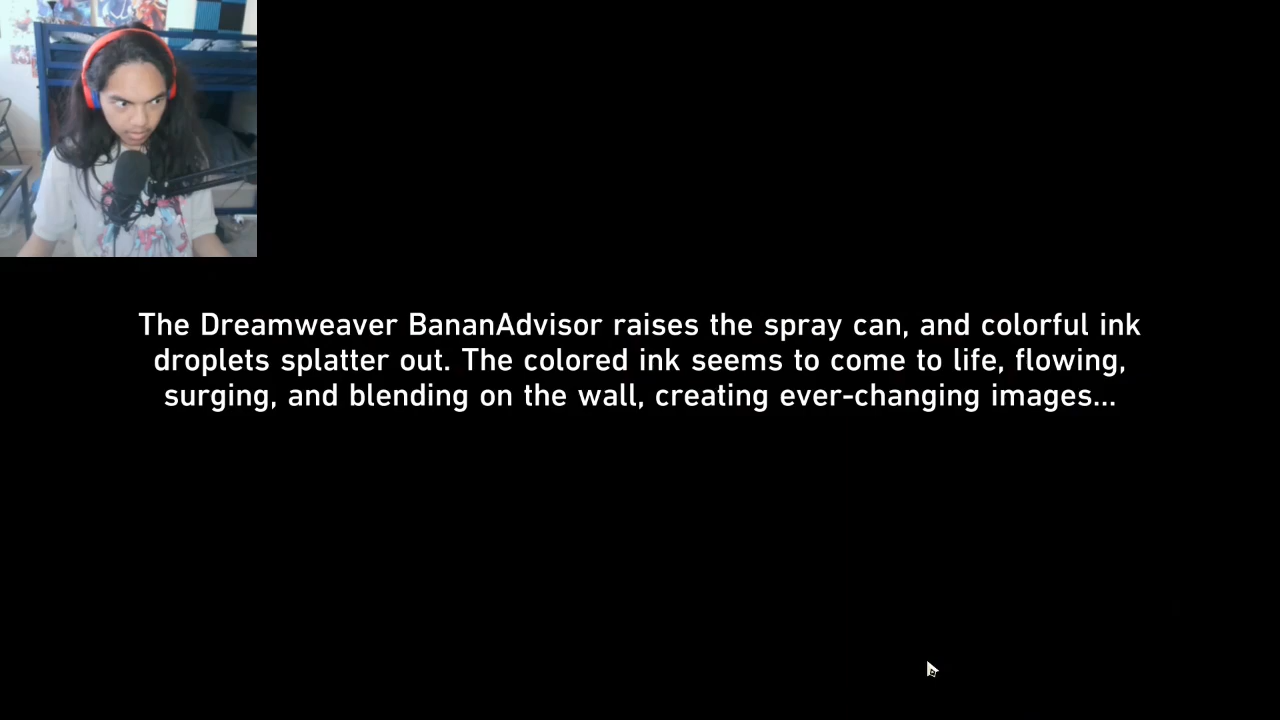 The Dreamweaver BananAdvisor raises the spray can, and colorful ink
droplets splatter out. The colored ink seems to come to life, flowing,
surging, and blending on the wall, creating ever-changing images...